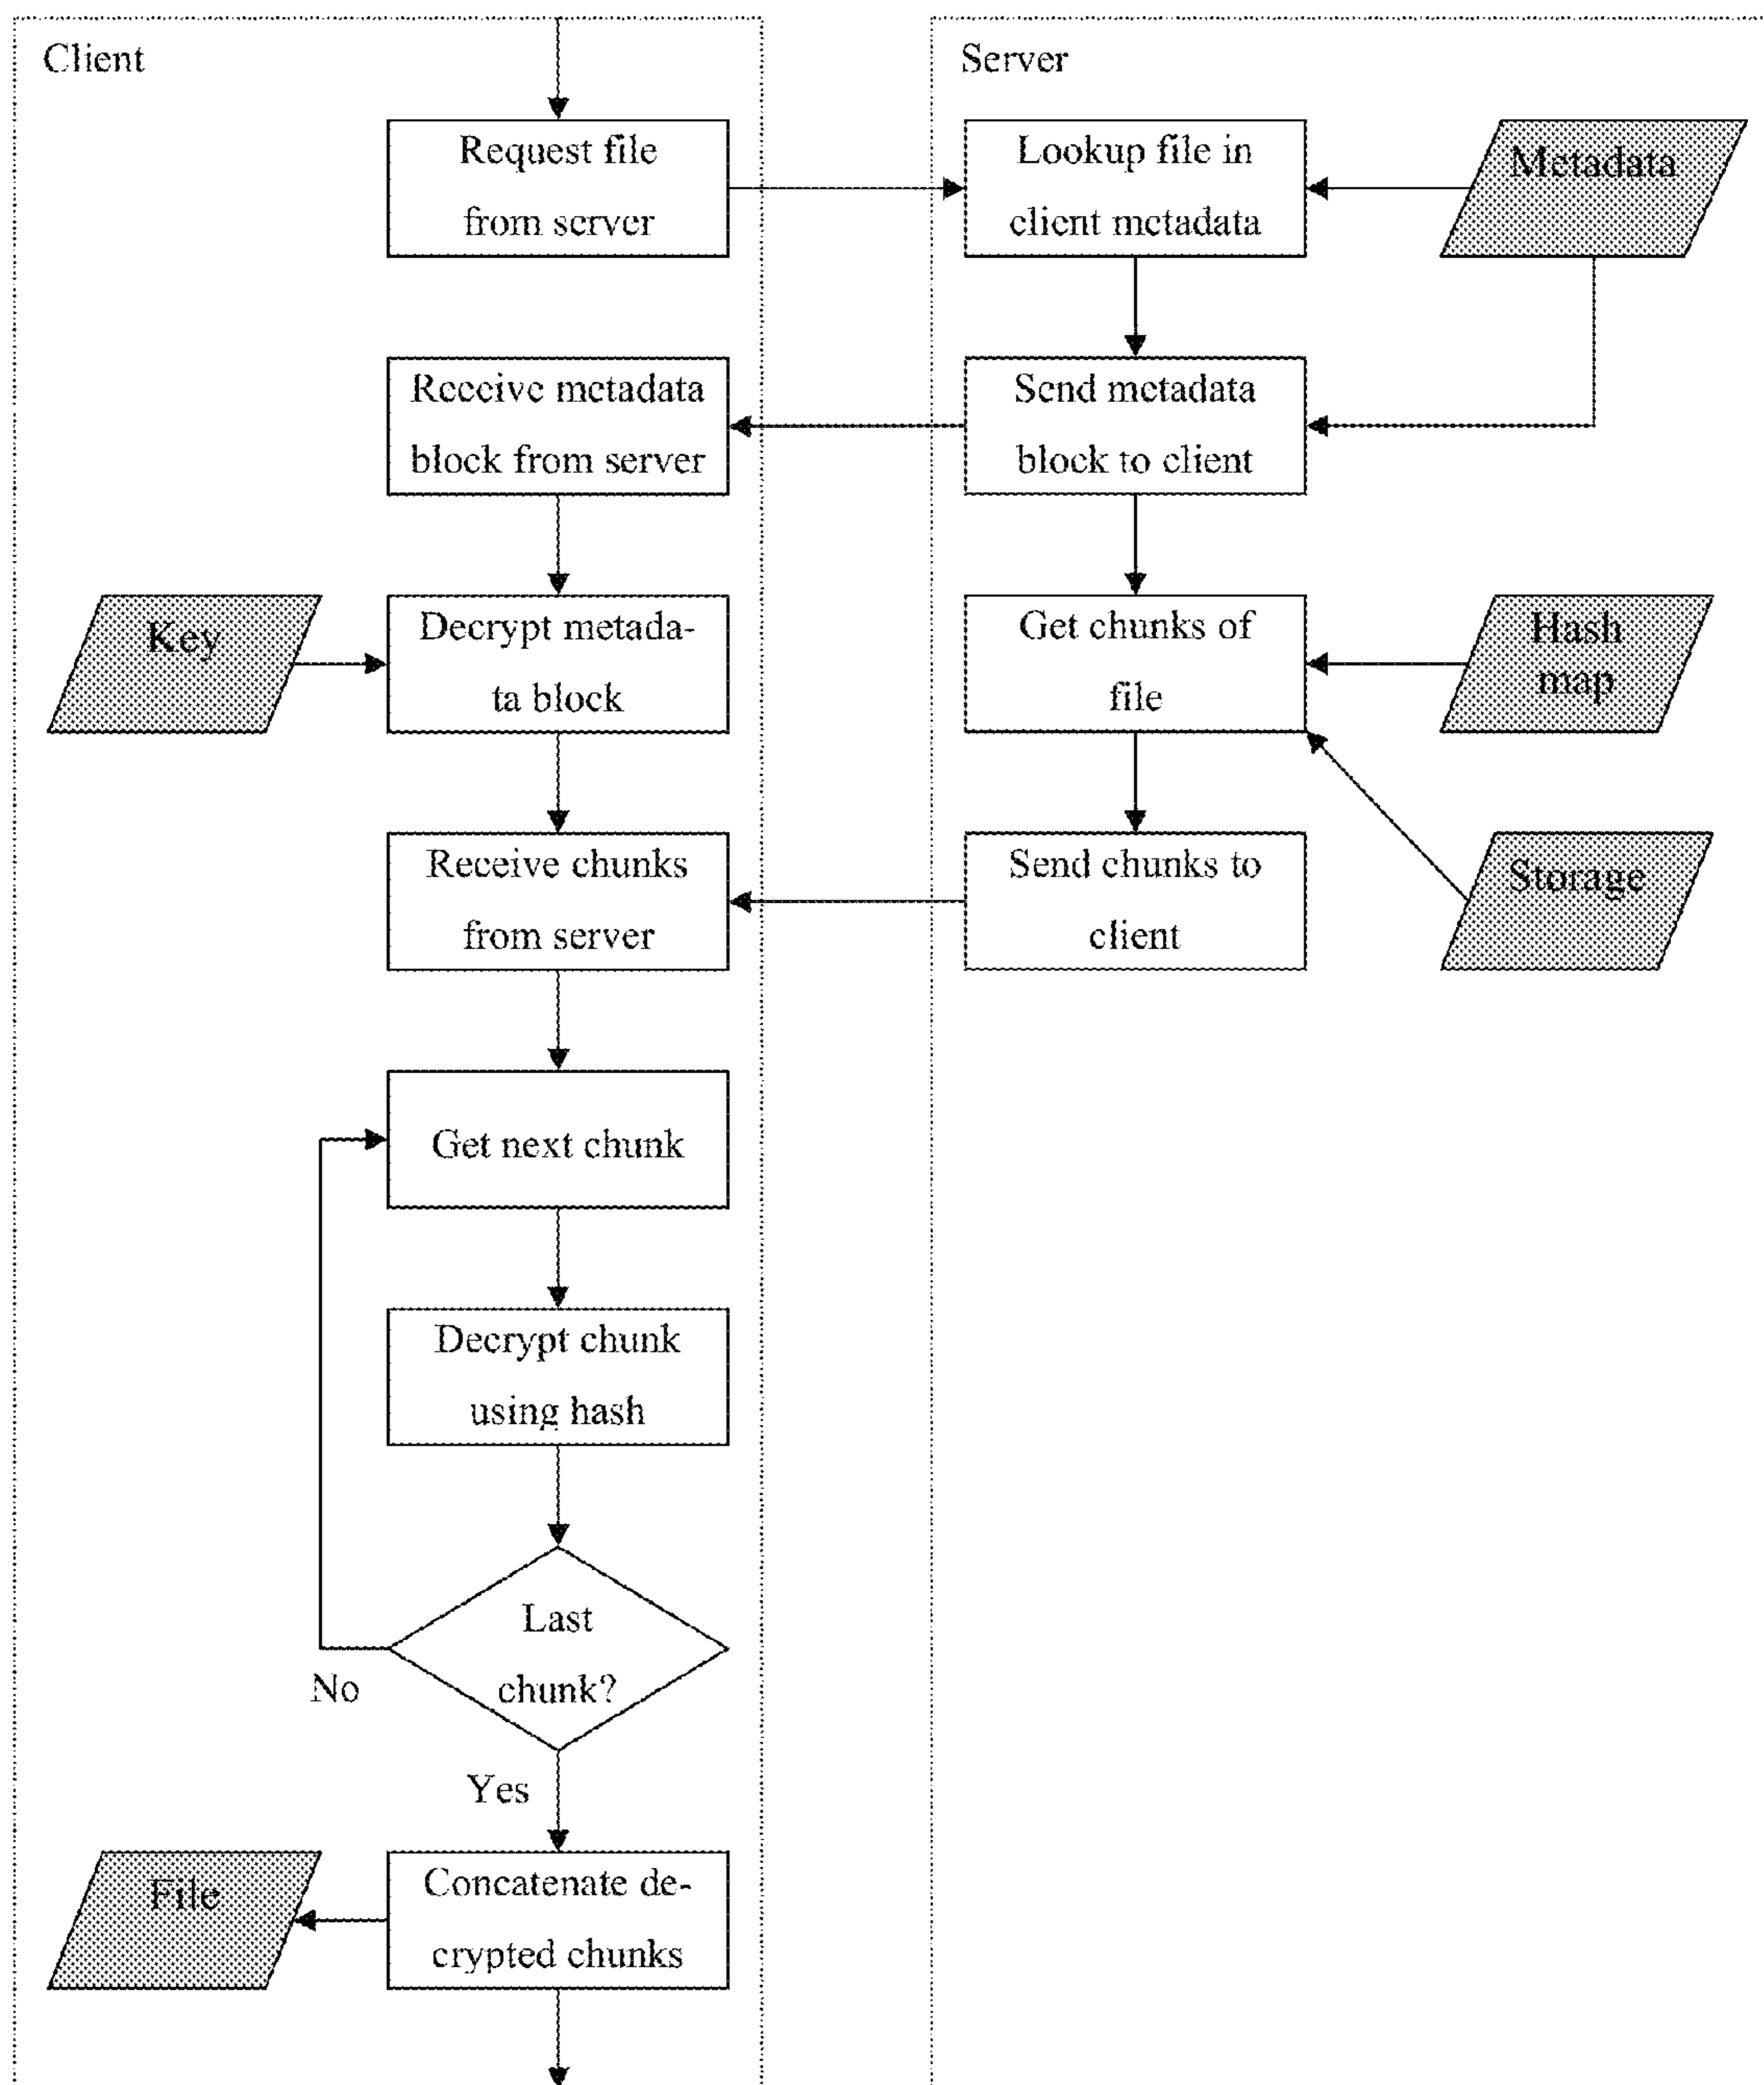 Client
Server
Request file
from server
Lookup file in
client metadata
Metadata
Receive metadata
block from server
Send metadata
block to client
Key
Decrypt metada-
ta block
Get chunks of
file
Hash
map
Receive chunks
from server
Send chunks to
client
Storage
Get next chunk
Decrypt chunk
using hash
Last
chunk?
No
Yes
File
Concatenate de-
crypted chunks